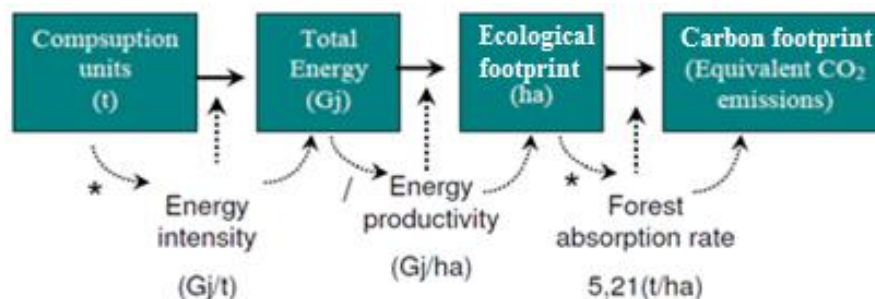 Compsuption
units
(t)
Total
Energy
(Gj)
Ecological
footprint
(ha)
Carbon footprint
(Equivalent CO₂
emissions)
*
Energy
intensity
(Gj/t)
/
Energy
productivity
(Gj/ha)
*
Forest
absorption rate
5,21(t/ha)